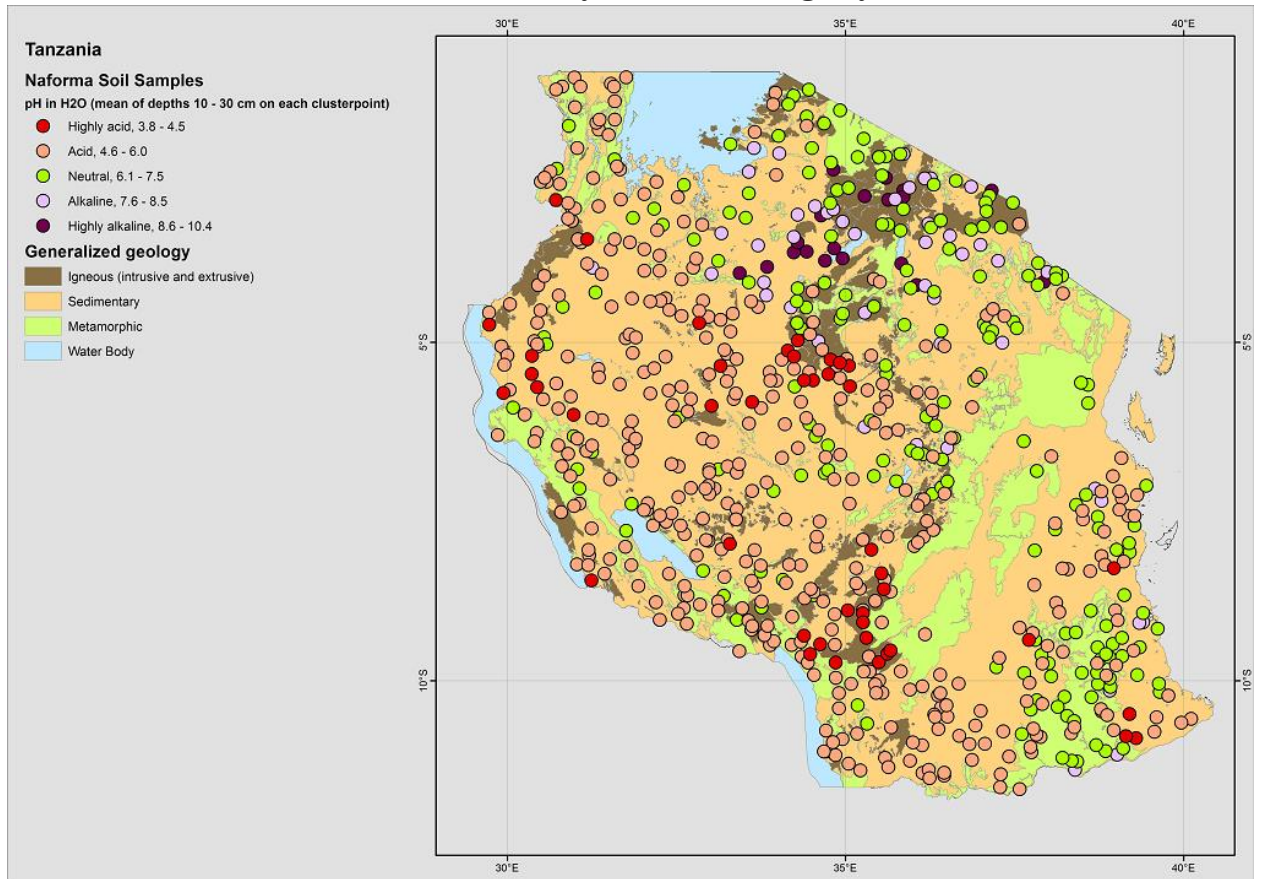 Tanzania
Naforma Soil Samples
pH in H2O (mean of depths 10 - 30 cm on each clusterpoint)
Highly acid, 3.8 - 4.5
Acid, 4.6 - 6.0
Neutral, 6.1 - 7.5
Alkaline, 7.6 - 8.5
Highly alkaline, 8.6 - 10.4
Generalized geology
Igneous (intrusive and extrusive)
Sedimentary
Metamorphic
Water Body
30°E
35°E
40°E
5°S
5°S
10°S
10°S
30°E
35°E
40°E